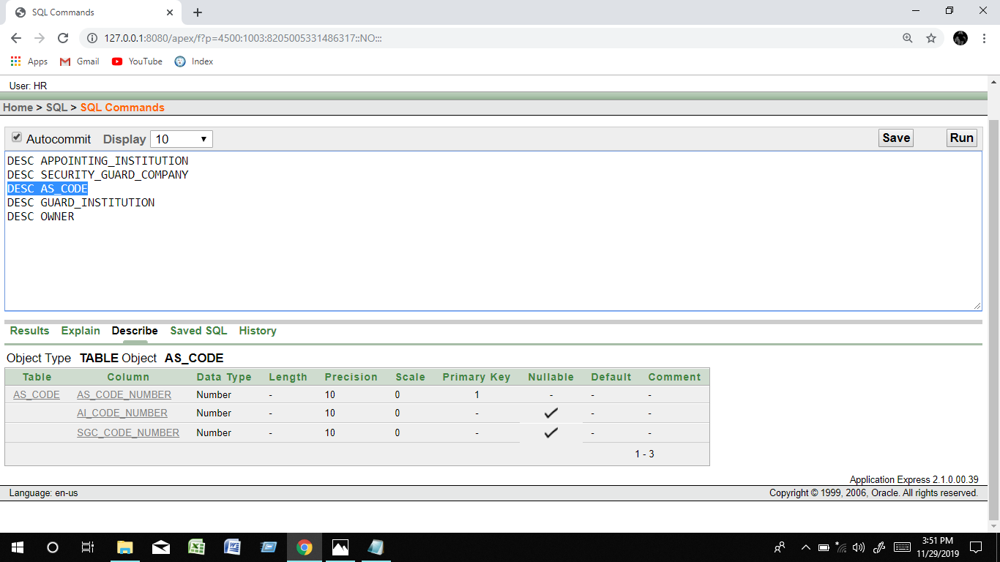 SQL Commands
127.0.0.1:8080/apex/f?p=4500:1003:8205005331486317::NO:::
Apps Gmail YouTube Index
User: HR
Home > SQL > SQL Commands
Autocommit Display 10 Save Run
DESC APPOINTING_INSTITUTION
DESC SECURITY_GUARD_COMPANY
DESC AS_CODE
DESC GUARD_INSTITUTION
DESC OWNER
Results Explain Describe Saved SQL History
Object Type TABLE Object AS_CODE
Table Column Data Type Length Precision Scale Primary Key Nullable Default Comment
AS_CODE AS_CODE_NUMBER Number - 10 0 1 - - -
AI_CODE_NUMBER Number - 10 0 - - -
SGC_CODE_NUMBER Number - 10 0 - - -
1 - 3
Application Express 2.1.0.00.39
Language: en-us Copyright © 1999, 2006, Oracle. All rights reserved.
3:51 PM
11/29/2019